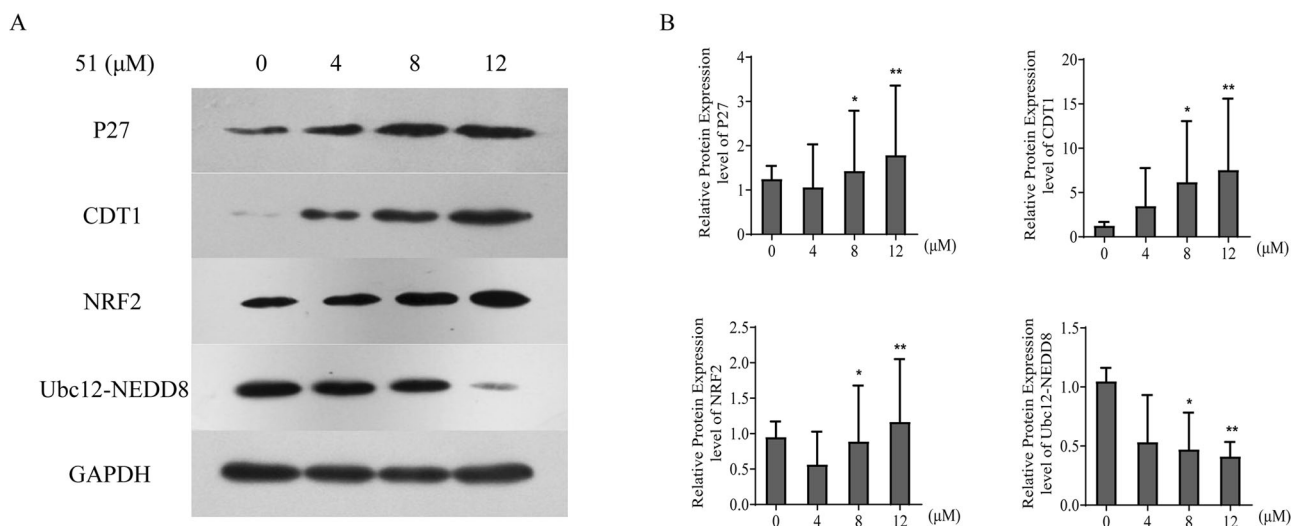 A
51 (μM) 0 4 8 12
P27
CDT1
NRF2
Ubc12-NEDD8
GAPDH
B
Relative Protein Expression
level of P27
4
3
2
1
0
* **
0 4 8 12 (μM)
Relative Protein Expression
level of CDT1
20
15
10
5
0
* **
0 4 8 12 (μM)
Relative Protein Expression
level of NRF2
2.5
2.0
1.5
1.0
0.5
0.0
* **
0 4 8 12 (μM)
Relative Protein Expression
level of Ubc12-NEDD8
1.5
1.0
0.5
0.0
* **
0 4 8 12 (μM)